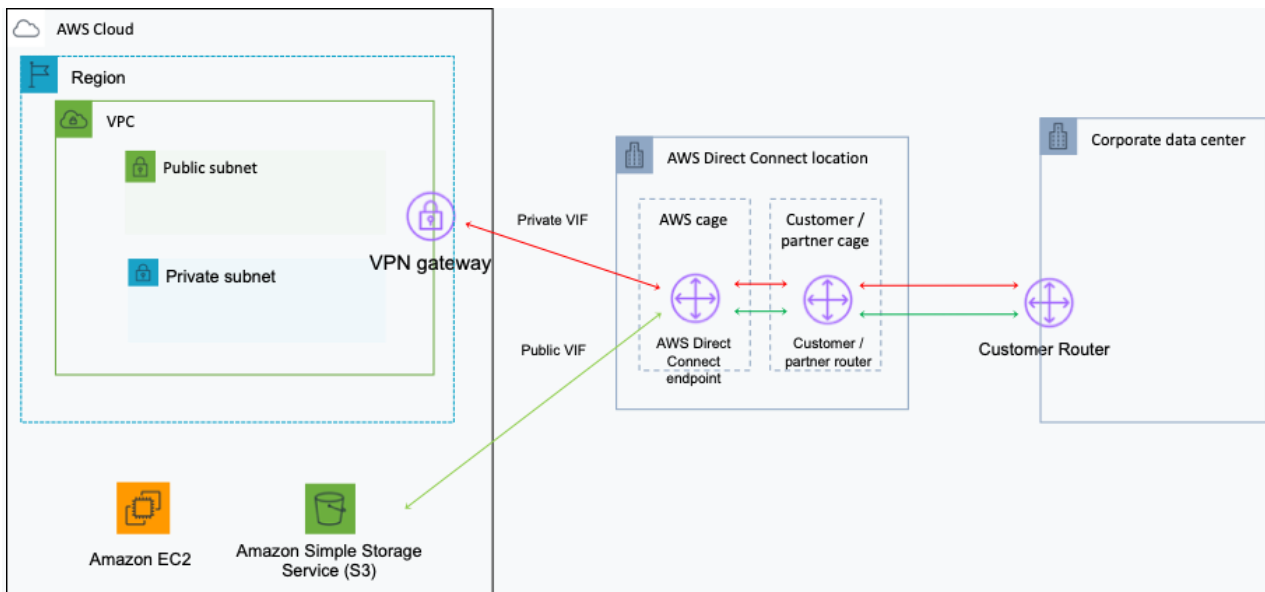 AWS Cloud
Region
VPC
Public subnet
Private subnet
VPN gateway
Private VIF
Public VIF
AWS Direct Connect location
AWS cage
Customer /
partner cage
AWS Direct
Connect
endpoint
Customer /
partner router
Corporate data center
Customer Router
Amazon EC2
Amazon Simple Storage
Service (S3)